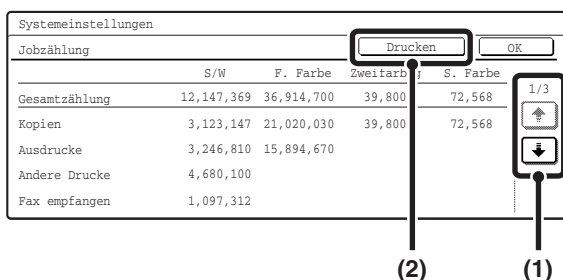 Systemeinstellungen
Jobzählung Drucken OK
S/W F. Farbe Zweifarbig S. Farbe
Gesamtzählung 12,147,369 36,914,700 39,800 72,568
1/3
Kopien 3,123,147 21,020,030 39,800 72,568
Ausdrucke 3,246,810 15,894,670
Andere Drucke 4,680,100
Fax empfangen 1,097,312
(2) (1)